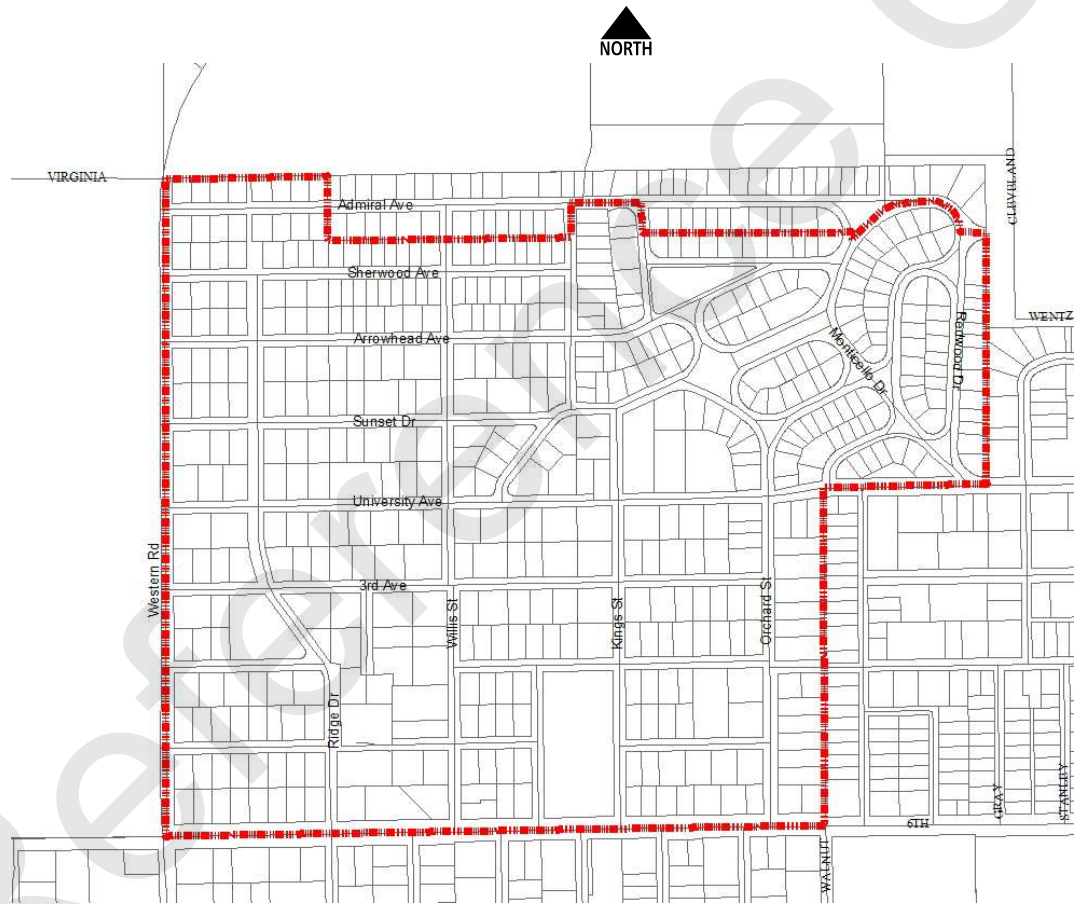 NORTH
VIRGINIA
CLEVELAND
Admiral Ave
Sherwood Ave
WENTZ
Arrowhead Ave
Monticello Dr
Redwood Dr
Sunset Dr
University Ave
Western Rd
3rd Ave
Willis St
Kings St
Orchard St
Ridge Dr
GRAY
STANLEY
6TH
WALNUT